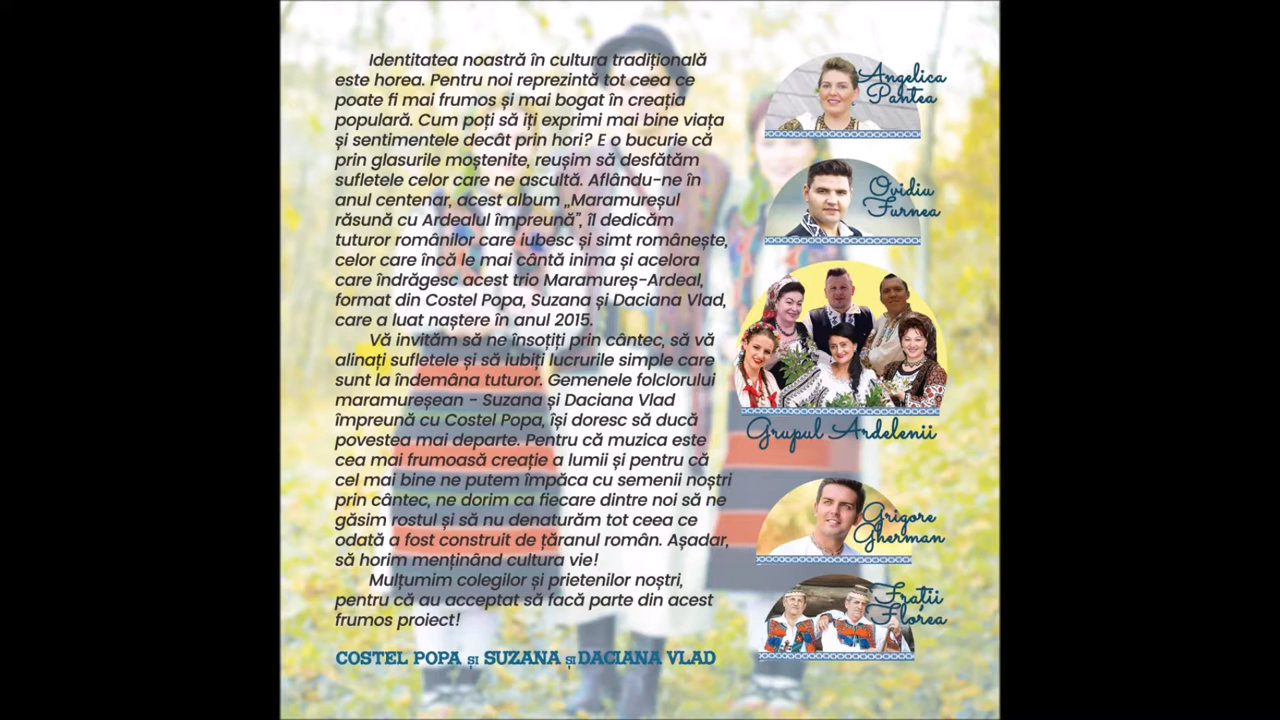 Identitatea noastră în cultura tradițională
este horea. Pentru noi reprezintă tot ceea ce
poate fi mai frumos și mai bogat în creația
populară. Cum poți să iți exprimi mai bine viața
și sentimentele decât prin hori? E o bucurie că
prin glasurile moștenite, reușim să desfătăm
sufletele celor care ne ascultă. Aflându-ne în
anul centenar, acest album „Maramureșul
răsună cu Ardealul împreună", îl dedicăm
tuturor românilor care iubesc și simt românește,
celor care încă le mai cântă inima și acelora
care îndrăgesc acest trio Maramureș-Ardeal,
format din Costel Popa, Suzana și Daciana Vlad,
care a luat naștere în anul 2015.
Vă invităm să ne însoțiți prin cântec, să vă
alinați sufletele și să iubiți lucrurile simple care
sunt la îndemâna tuturor. Gemenele folclorului
maramureșean - Suzana și Daciana Vlad
împreună cu Costel Popa, își doresc să ducă
povestea mai departe. Pentru că muzica este
cea mai frumoasă creație a lumii și pentru că
cel mai bine ne putem împăca cu semenii noștri
prin cântec, ne dorim ca fiecare dintre noi să ne
găsim rostul și să nu denaturăm tot ceea ce
odată a fost construit de țăranul român. Așadar,
să horim menținând cultura vie!
Mulțumim colegilor și prietenilor noștri,
pentru că au acceptat să facă parte din acest
frumos proiect!
COSTEL POPA și SUZANA și DACIANA VLAD
Angelica
Pantea
Ovidiu
Furnea
Grupul Ardelenii
Grigore
Gherman
Frații
Florea